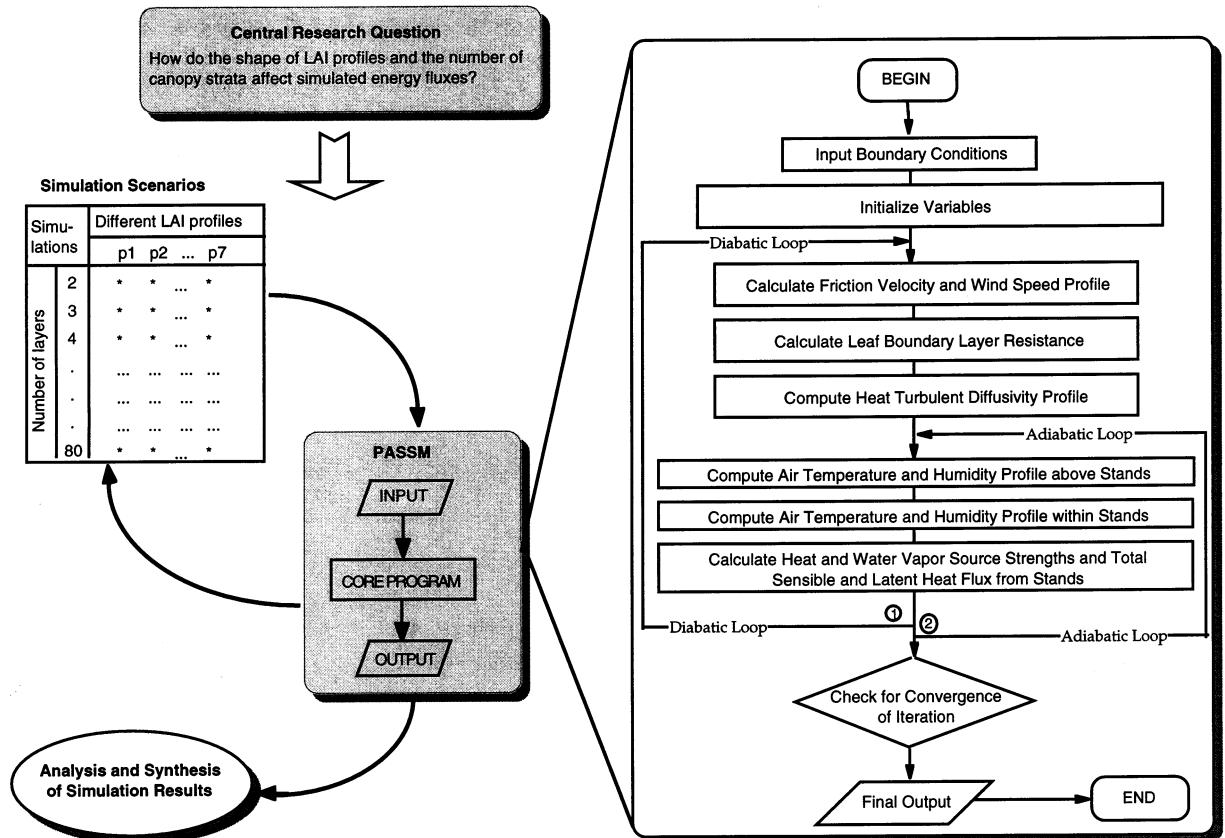 Central Research Question
How do the shape of LAI profiles and the number of
canopy strata affect simulated energy fluxes?
Simulation Scenarios
Simu-
lations
Different LAI profiles
p1 p2 ... p7
Number of layers
2 * * ... *
3 * * ... *
4 * * ... *
. ... ... ... ...
. ... ... ... ...
. ... ... ... ...
80 * * ... *
PASSM
INPUT
CORE PROGRAM
OUTPUT
Analysis and Synthesis
of Simulation Results
BEGIN
Input Boundary Conditions
Initialize Variables
Diabatic Loop
Calculate Friction Velocity and Wind Speed Profile
Calculate Leaf Boundary Layer Resistance
Compute Heat Turbulent Diffusivity Profile
Adiabatic Loop
Compute Air Temperature and Humidity Profile above Stands
Compute Air Temperature and Humidity Profile within Stands
Calculate Heat and Water Vapor Source Strengths and Total
Sensible and Latent Heat Flux from Stands
① ②
Diabatic Loop
Adiabatic Loop
Check for Convergence
of Iteration
Final Output
END